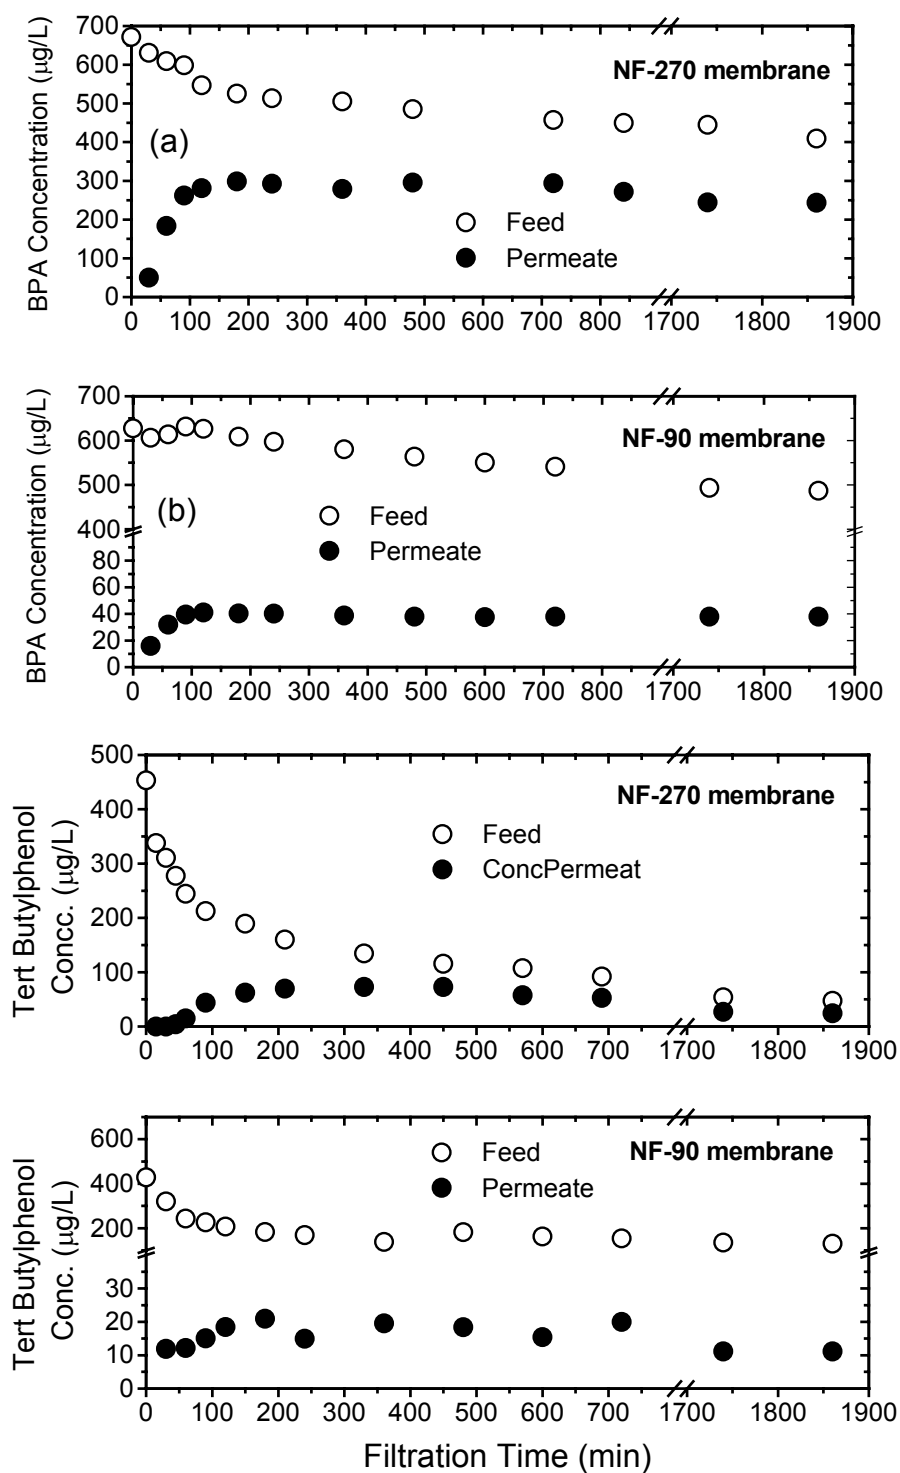 700
600
500
400
300
200
100
0
BPA Concentration (µg/L)
NF-270 membrane
(a)
Feed
Permeate
0 100 200 300 400 500 600 700 800 1700 1800 1900
700
600
500
400
80
60
40
20
0
BPA Concentration (µg/L)
NF-90 membrane
(b)
Feed
Permeate
0 100 200 300 400 500 600 700 800 1700 1800 1900
500
400
300
200
100
0
Tert Butylphenol
Concc. (µg/L)
NF-270 membrane
Feed
ConcPermeat
0 100 200 300 400 500 600 700 1700 1800 1900
600
400
200
30
20
10
0
Tert Butylphenol
Conc. (µg/L)
NF-90 membrane
Feed
Permeate
0 100 200 300 400 500 600 700 1700 1800 1900
Filtration Time (min)